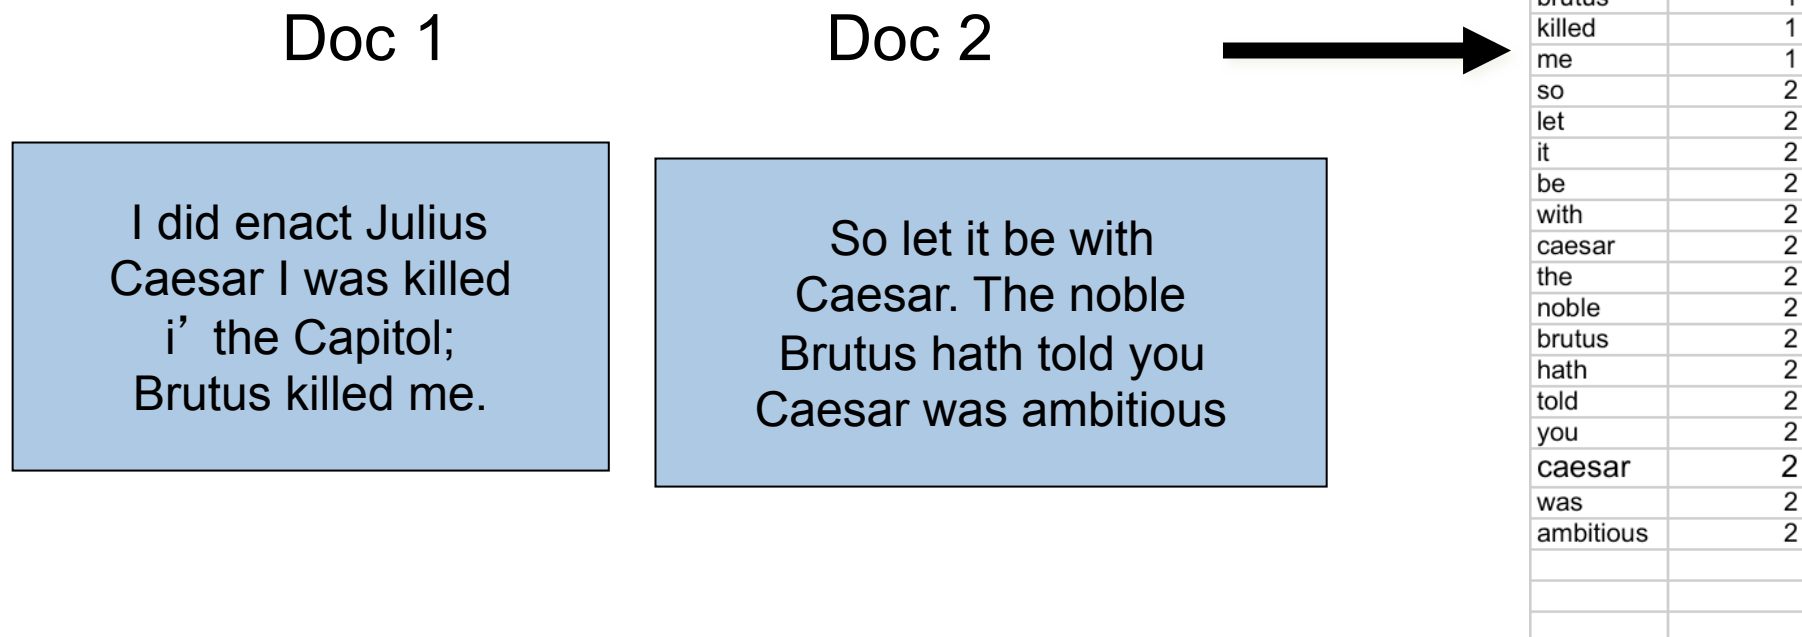 Doc 1
Doc 2
I did enact Julius
Caesar I was killed
i’ the Capitol;
Brutus killed me.
So let it be with
Caesar. The noble
Brutus hath told you
Caesar was ambitious
brutus 1
killed 1
me 1
so 2
let 2
it 2
be 2
with 2
caesar 2
the 2
noble 2
brutus 2
hath 2
told 2
you 2
caesar 2
was 2
ambitious 2